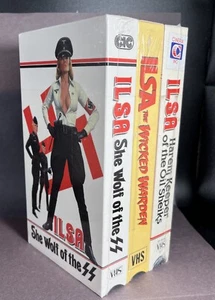 ILSA
She Wolf of the SS
ILSA
She Wolf of the SS
VHS
ILSA
THE WICKED WARDEN
VHS
ILSA
Harem Keeper
of the Oil Sheiks
VHS